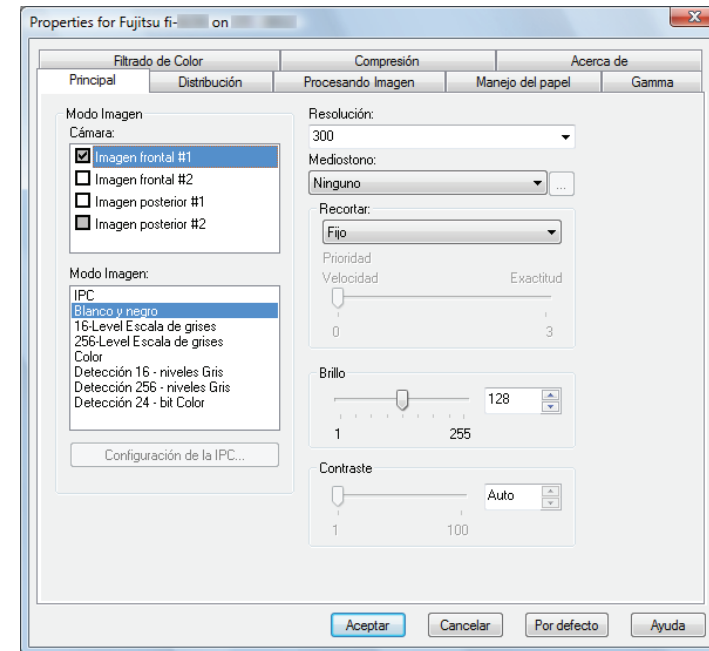 Properties for Fujitsu fi- on
Filtrado de Color Compresión Acerca de
Principal Distribución Procesando Imagen Manejo del papel Gamma
Modo Imagen
Cámara:
Imagen frontal #1
Imagen frontal #2
Imagen posterior #1
Imagen posterior #2
Modo Imagen:
IPC
Blanco y negro
16-Level Escala de grises
256-Level Escala de grises
Color
Detección 16 - niveles Gris
Detección 256 - niveles Gris
Detección 24 - bit Color
Configuración de la IPC...
Resolución:
300
Mediostono:
Ninguno ...
Recortar:
Fijo
Prioridad
Velocidad Exactitud
0 3
Brillo
128
1 255
Contraste
Auto
1 100
Aceptar Cancelar Por defecto Ayuda